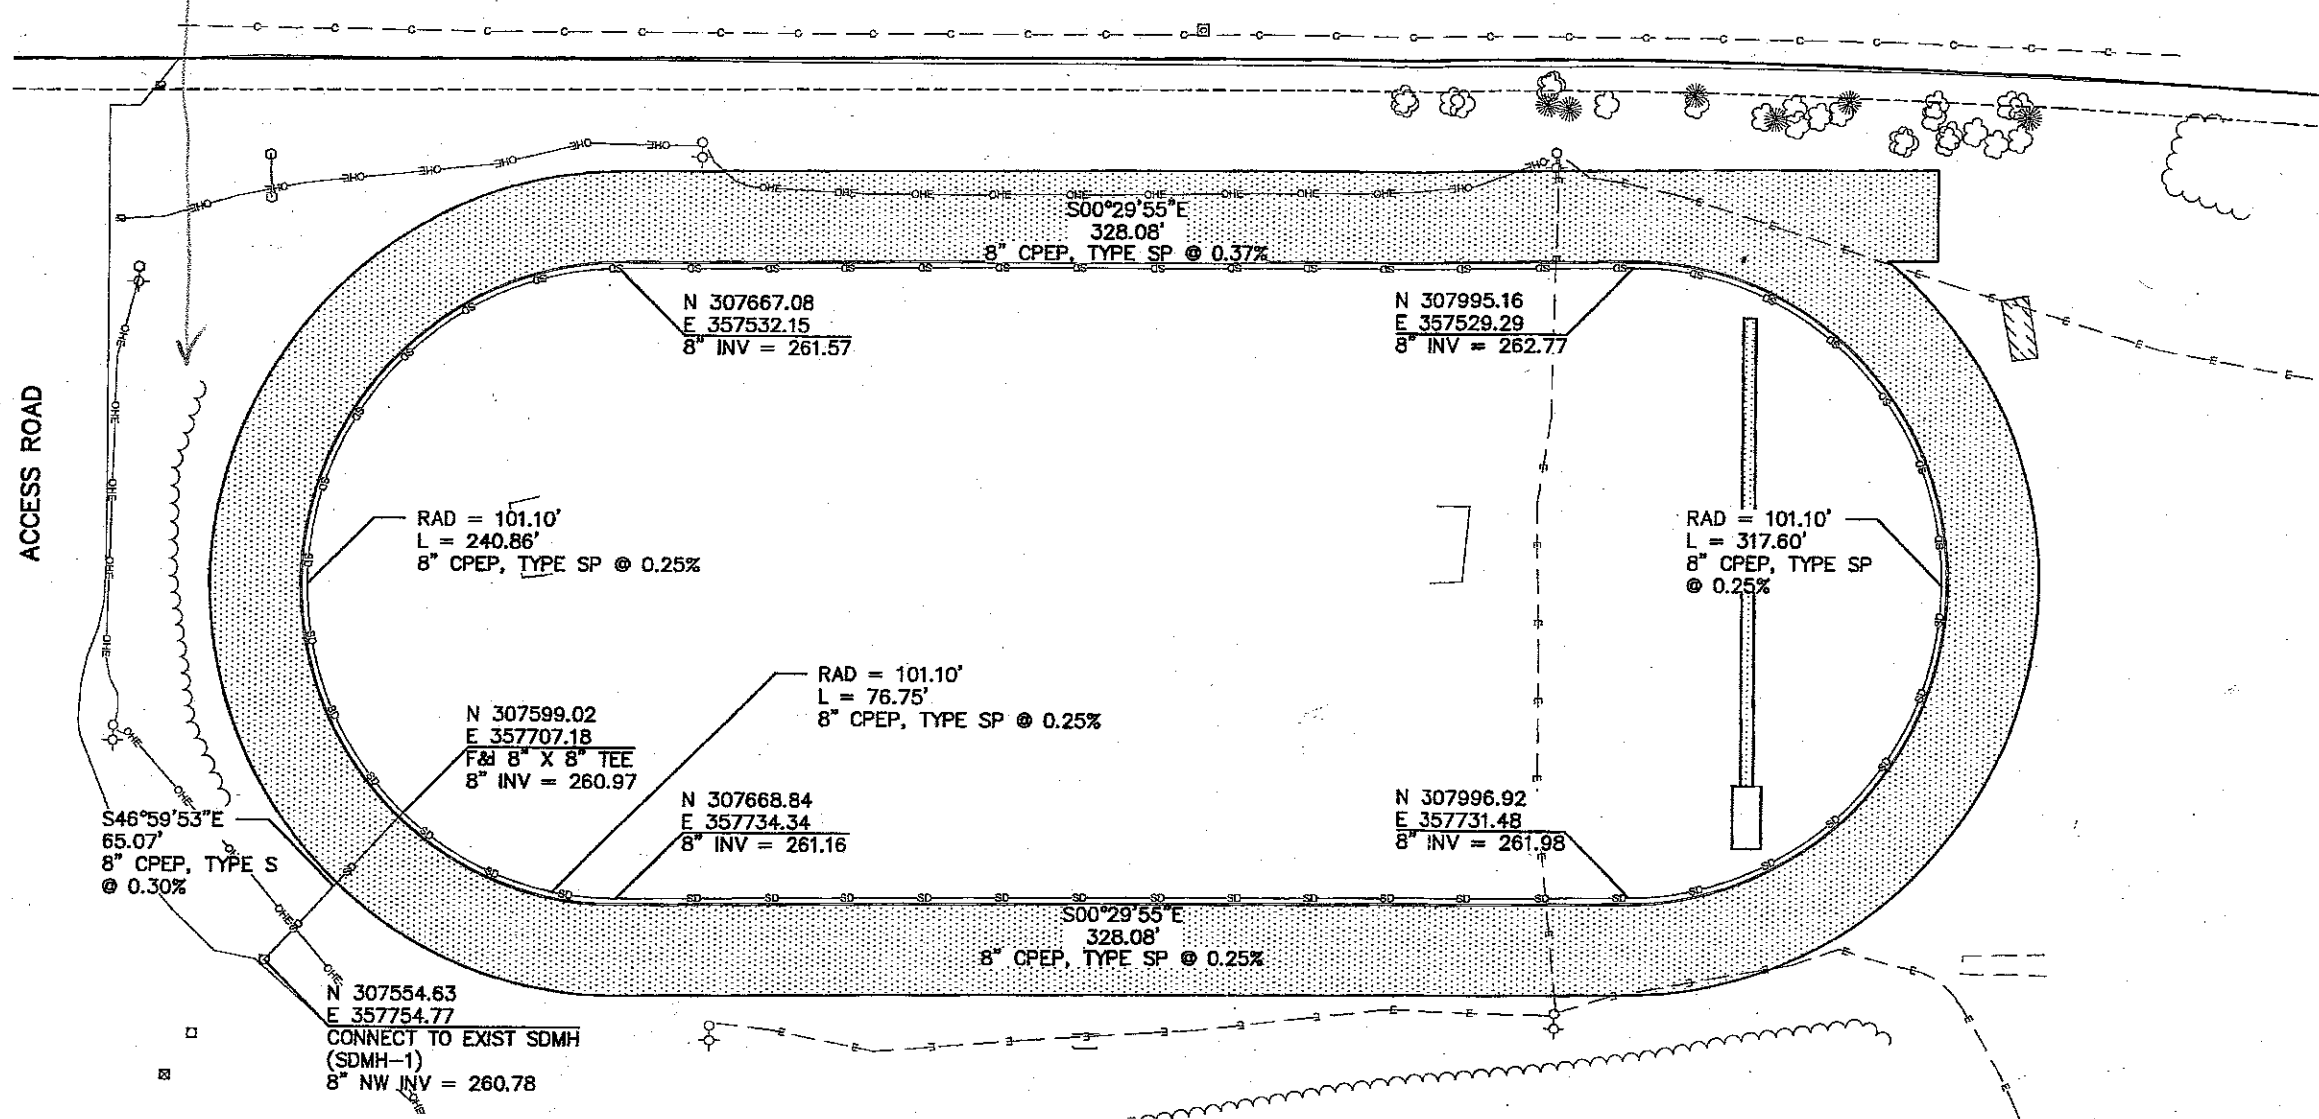 S00°29'55"E
328.08'
8" CPEP, TYPE SP @ 0.37%
N 307667.08
E 357532.15
8" INV = 261.57
N 307995.16
E 357529.29
8" INV = 262.77
ACCESS ROAD
RAD = 101.10'
L = 240.86'
8" CPEP, TYPE SP @ 0.25%
RAD = 101.10'
L = 317.60'
8" CPEP, TYPE SP
@ 0.25%
RAD = 101.10'
L = 76.75'
8" CPEP, TYPE SP @ 0.25%
N 307599.02
E 357707.18
F&I 8" X 8" TEE
8" INV = 260.97
N 307668.84
E 357734.34
8" INV = 261.16
N 307996.92
E 357731.48
8" INV = 261.98
S46°59'53"E
65.07'
8" CPEP, TYPE S
@ 0.30%
S00°29'55"E
328.08'
8" CPEP, TYPE SP @ 0.25%
N 307554.63
E 357754.77
CONNECT TO EXIST SDMH
(SDMH-1)
8" NW INV = 260.78